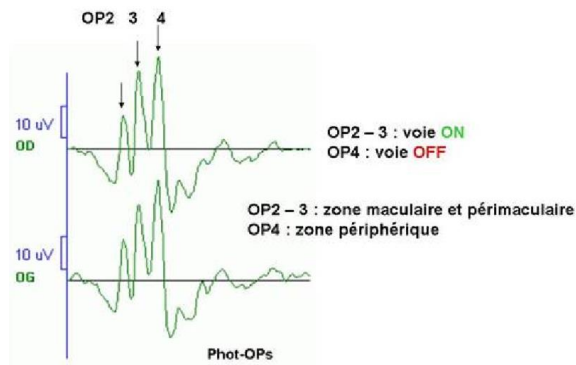 OP2 3 4
10 uV
OD
OP2 – 3 : voie ON
OP4 : voie OFF
OP2 – 3 : zone maculaire et périmaculaire
OP4 : zone périphérique
10 uV
OG
Phot-OPs